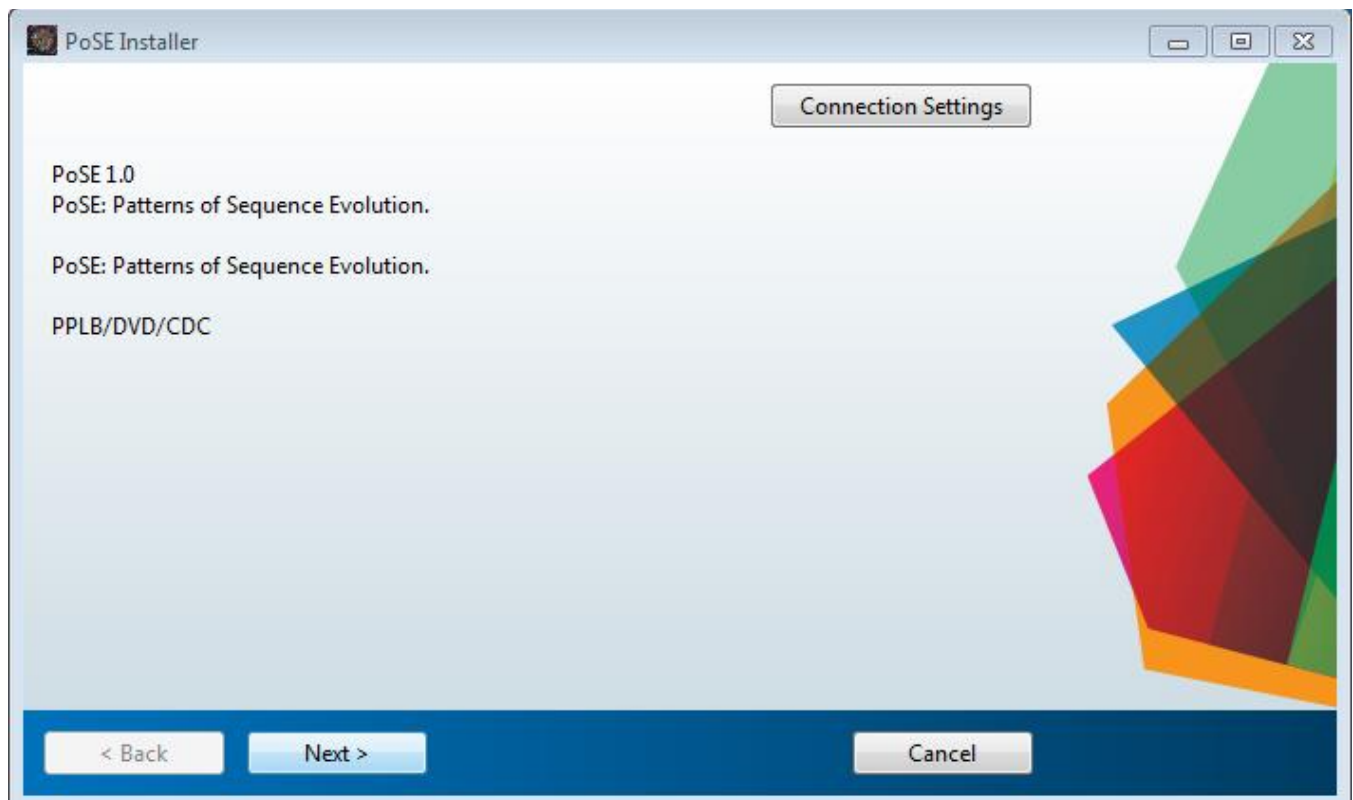 PoSE Installer
Connection Settings
PoSE 1.0
PoSE: Patterns of Sequence Evolution.
PoSE: Patterns of Sequence Evolution.
PPLB/DVD/CDC
< Back
Next >
Cancel